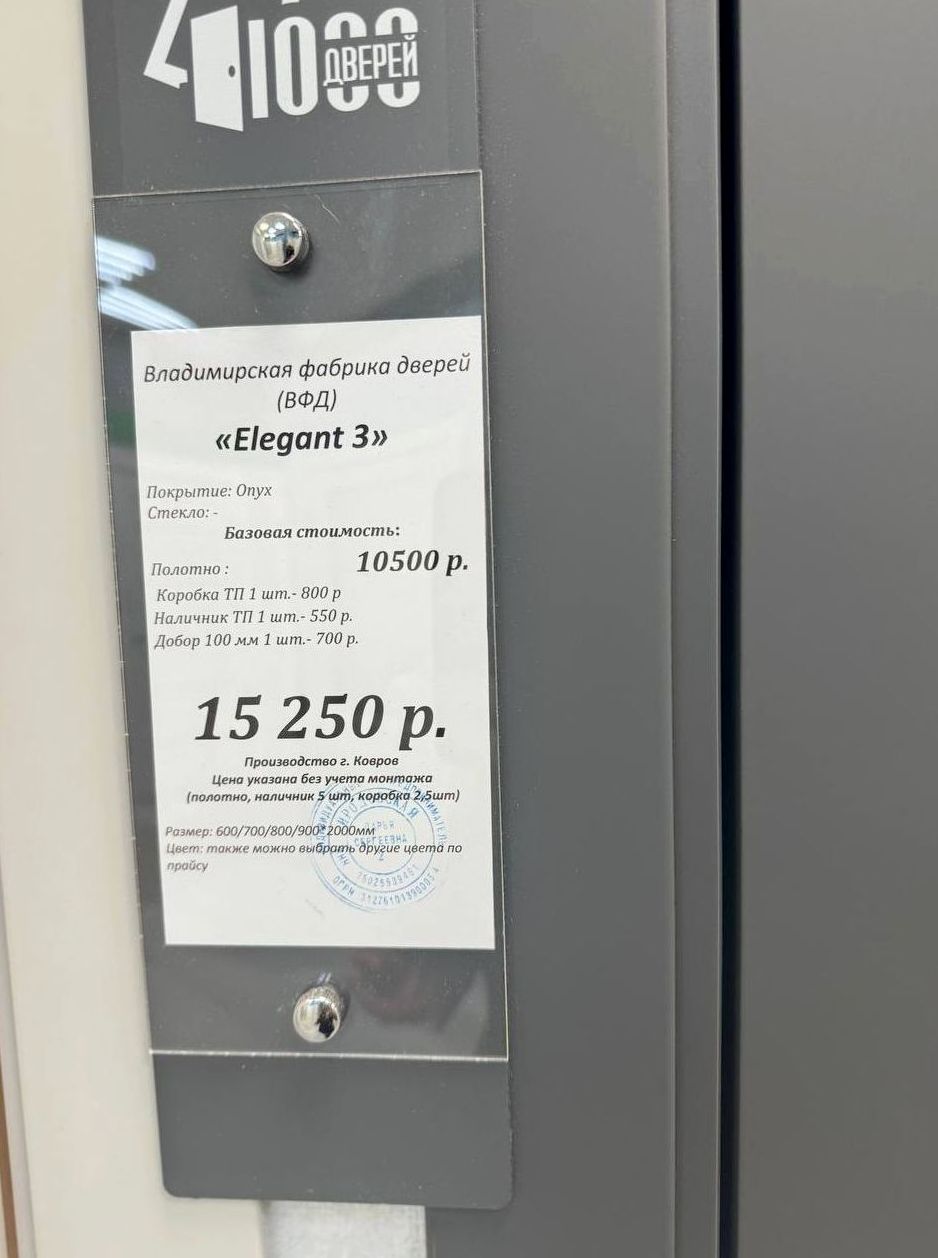 1000
ДВЕРЕЙ
Владимирская фабрика дверей
(ВФД)
«Elegant 3»
Покрытие: Onyx
Стекло: -
Базовая стоимость:
Полотно : 10500 р.
Коробка ТП 1 шт.- 800 р
Наличник ТП 1 шт.- 550 р.
Добор 100 мм 1 шт.- 700 р.
15 250 р.
Производство г. Ковров
Цена указана без учета монтажа
(полотно, наличник 5 шт, коробка 2,5шт)
Размер: 600/700/800/900*2000мм
Цвет: также можно выбрать другие цвета по
прайсу
СЕРГЕЕВНА
ИНН
ОГРН